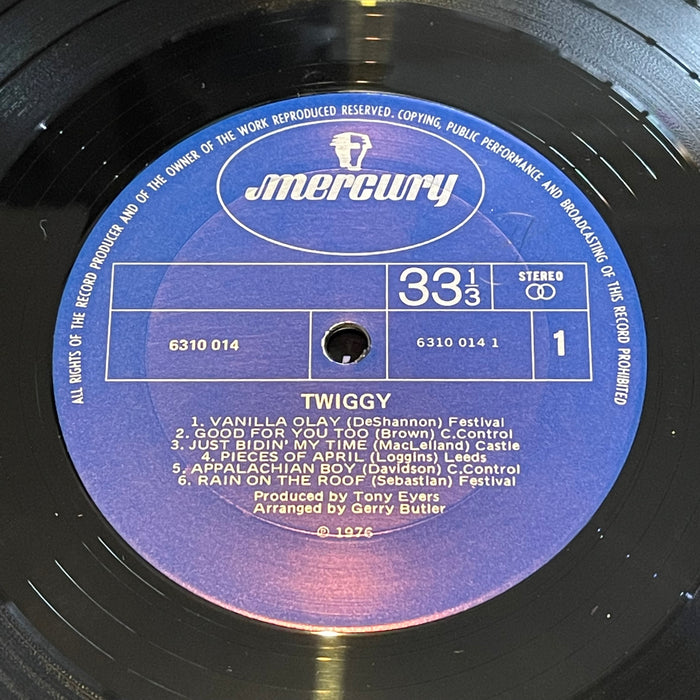 ALL RIGHTS OF THE RECORD PRODUCER AND OF THE OWNER OF THE WORK REPRODUCED RESERVED. COPYING, PUBLIC PERFORMANCE AND BROADCASTING OF THIS RECORD PROHIBITED
mercury
33 1/3
STEREO
6310 014
6310 014 1
1
TWIGGY
1. VANILLA OLAY (DeShannon) Festival
2. GOOD FOR YOU TOO (Brown) C.Control
3. JUST BIDIN' MY TIME (MacLelland) Castle
4. PIECES OF APRIL (Loggins) Leeds
5. APPALACHIAN BOY (Davidson) C.Control
6. RAIN ON THE ROOF (Sebastian) Festival
Produced by Tony Eyers
Arranged by Gerry Butler
℗ 1976